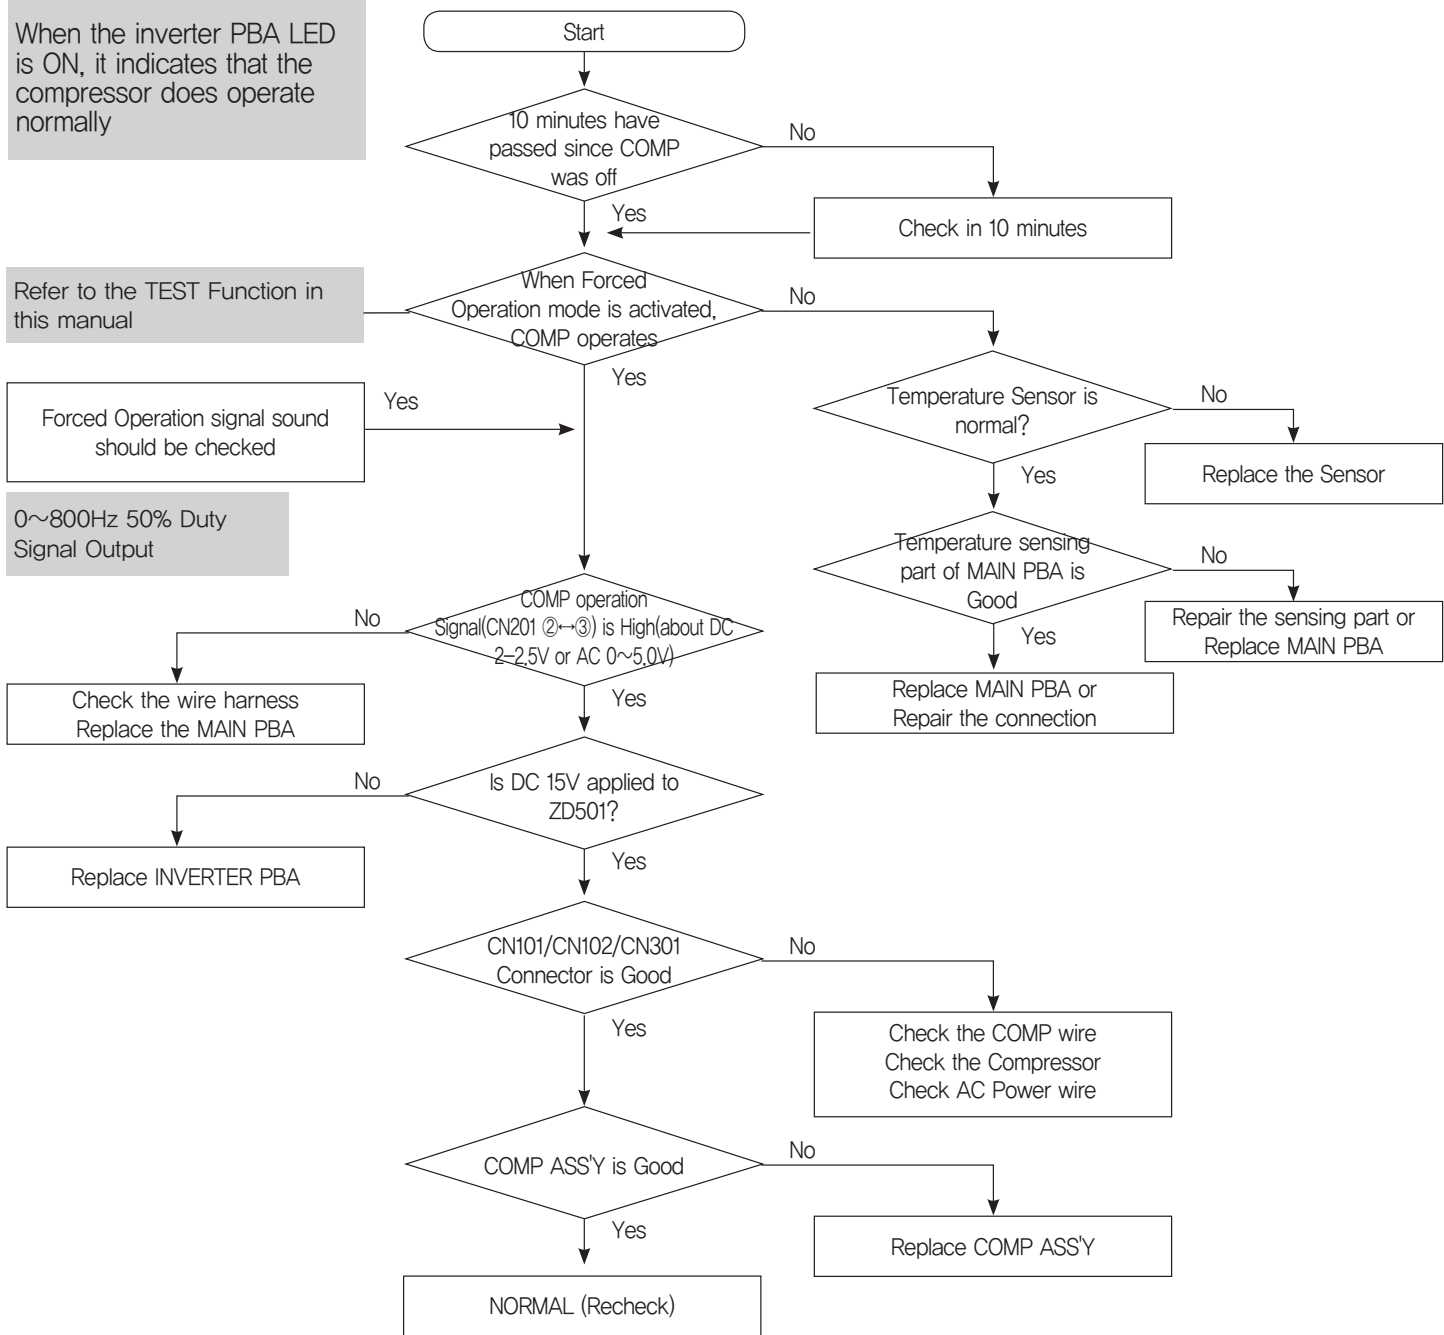 When the inverter PBA LED
is ON, it indicates that the
compressor does operate
normally
Start
10 minutes have
passed since COMP
was off
No
Yes
Check in 10 minutes
Refer to the TEST Function in
this manual
When Forced
Operation mode is activated,
COMP operates
No
Yes
Forced Operation signal sound
should be checked
Yes
Temperature Sensor is
normal?
No
Yes
Replace the Sensor
0~800Hz 50% Duty
Signal Output
Temperature sensing
part of MAIN PBA is
Good
No
Yes
Repair the sensing part or
Replace MAIN PBA
Replace MAIN PBA or
Repair the connection
COMP operation
Signal(CN201 ②↔③) is High(about DC
2-2.5V or AC 0~5.0V)
No
Yes
Check the wire harness
Replace the MAIN PBA
Is DC 15V applied to
ZD501?
No
Yes
Replace INVERTER PBA
CN101/CN102/CN301
Connector is Good
No
Yes
Check the COMP wire
Check the Compressor
Check AC Power wire
COMP ASS'Y is Good
No
Yes
Replace COMP ASS'Y
NORMAL (Recheck)